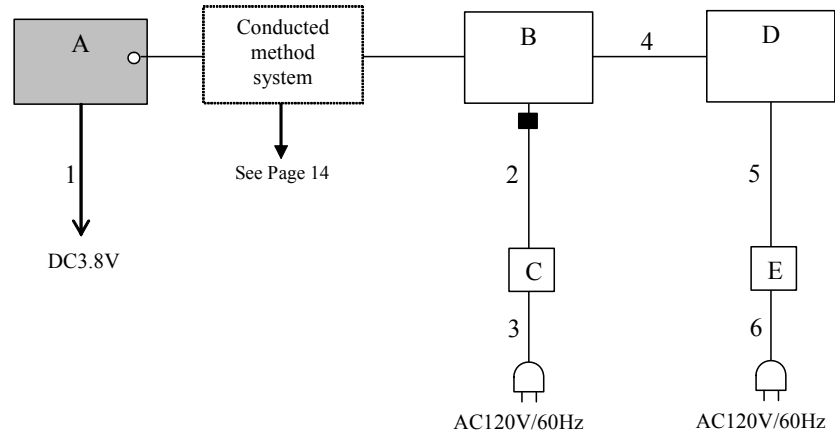 A
Conducted
method
system
B
4
D
1
See Page 14
2
5
DC3.8V
C
E
3
6
AC120V/60Hz
AC120V/60Hz